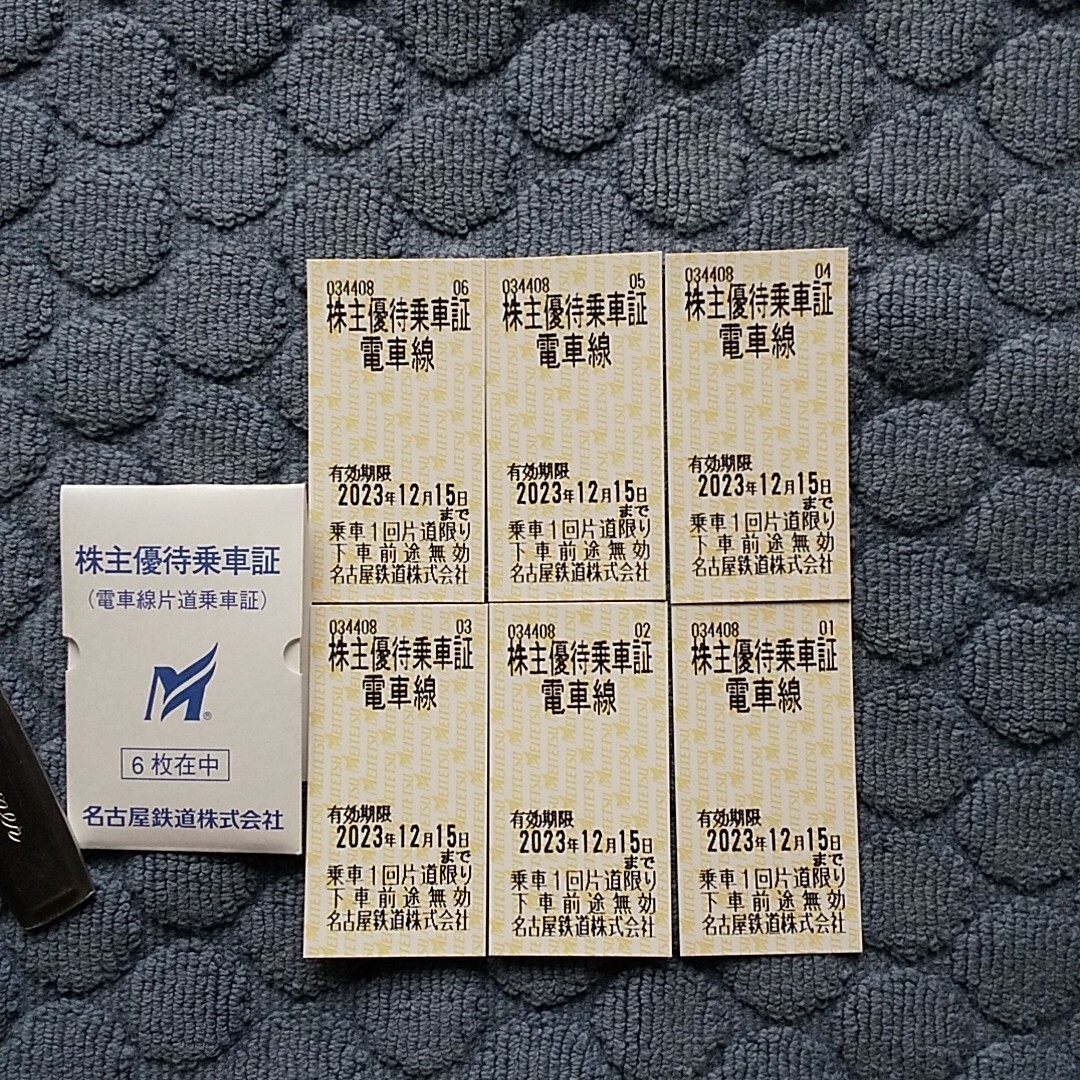 株主優待乗車証
(電車線片道乗車証)
6枚在中
名古屋鉄道株式会社
034408 06
株主優待乗車証
電車線
有効期限
2023年12月15日
まで
乗車1回片道限り
下車前途無効
名古屋鉄道株式会社
034408 05
株主優待乗車証
電車線
有効期限
2023年12月15日
まで
乗車1回片道限り
下車前途無効
名古屋鉄道株式会社
034408 04
株主優待乗車証
電車線
有効期限
2023年12月15日
まで
乗車1回片道限り
下車前途無効
名古屋鉄道株式会社
034408 03
株主優待乗車証
電車線
有効期限
2023年12月15日
まで
乗車1回片道限り
下車前途無効
名古屋鉄道株式会社
034408 02
株主優待乗車証
電車線
有効期限
2023年12月15日
まで
乗車1回片道限り
下車前途無効
名古屋鉄道株式会社
034408 01
株主優待乗車証
電車線
有効期限
2023年12月15日
まで
乗車1回片道限り
下車前途無効
名古屋鉄道株式会社